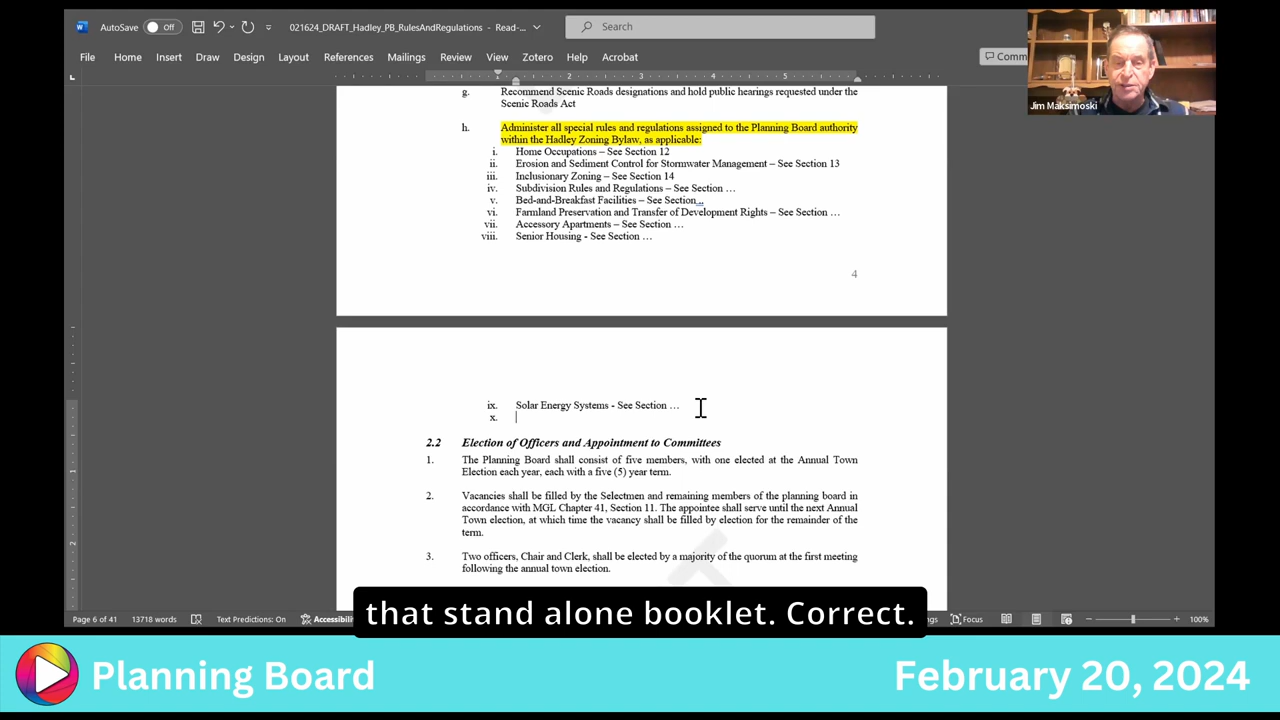 AutoSave
Off
021624_DRAFT_Hadley_PB_RulesAndRegulations - Read-...
Search
File Home Insert Draw Design Layout References Mailings Review View Zotero Help Acrobat
Jim Maksimoski
2 3 4 5
g. Recommend Scenic Roads designations and hold public hearings requested under the
Scenic Roads Act
h. Administer all special rules and regulations assigned to the Planning Board authority
within the Hadley Zoning Bylaw, as applicable:
i. Home Occupations – See Section 12
ii. Erosion and Sediment Control for Stormwater Management – See Section 13
iii. Inclusionary Zoning – See Section 14
iv. Subdivision Rules and Regulations – See Section …
v. Bed-and-Breakfast Facilities – See Section ..
vi. Farmland Preservation and Transfer of Development Rights – See Section …
vii. Accessory Apartments – See Section …
viii. Senior Housing - See Section …
4
ix. Solar Energy Systems - See Section …
x.
2.2 Election of Officers and Appointment to Committees
1. The Planning Board shall consist of five members, with one elected at the Annual Town
Election each year, each with a five (5) year term.
2. Vacancies shall be filled by the Selectmen and remaining members of the planning board in
accordance with MGL Chapter 41, Section 11. The appointee shall serve until the next Annual
Town election, at which time the vacancy shall be filled by election for the remainder of the
term.
3. Two officers, Chair and Clerk, shall be elected by a majority of the quorum at the first meeting
following the annual town election.
that stand alone booklet. Correct.
Page 6 of 41 13718 words Text Predictions: On Focus 100%
Planning Board
February 20, 2024